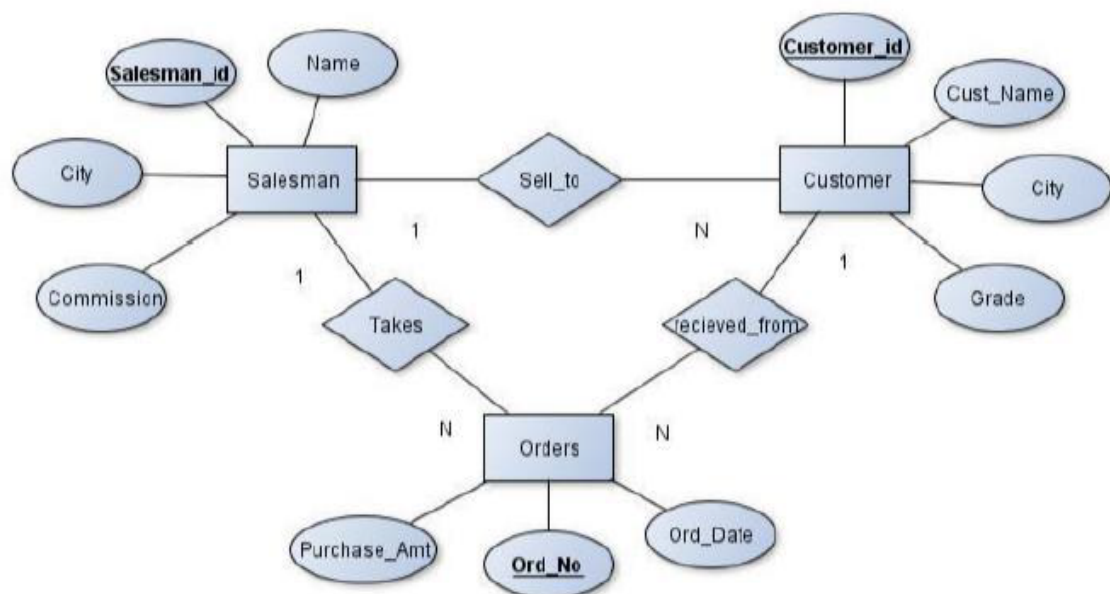 Customer_id
Salesman_id
Name
Cust_Name
City
Salesman
Sell_to
Customer
City
1
N
1
1
Commission
Takes
recieved_from
Grade
N
N
Orders
Purchase_Amt
Ord_No
Ord_Date